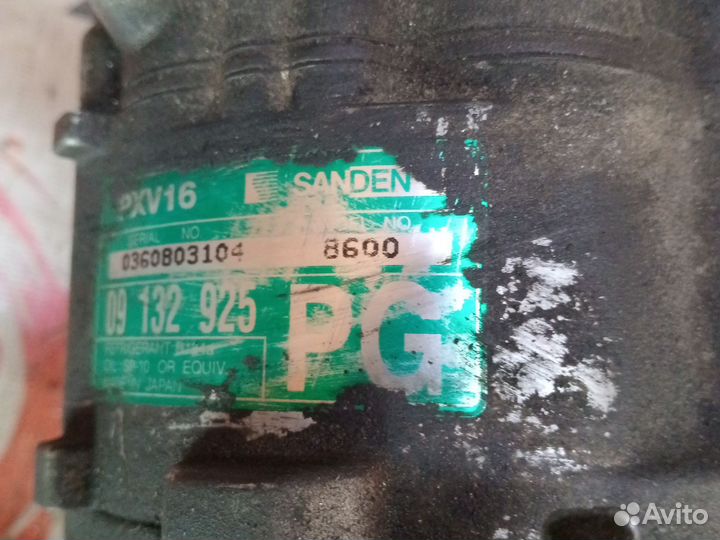 PXV16 SANDEN
SERIAL NO. NO.
0360803104 8600
09 132 925 PG
REFRIGERANT
OIL SP-10 OR EQUIV.
JAPAN
Avito